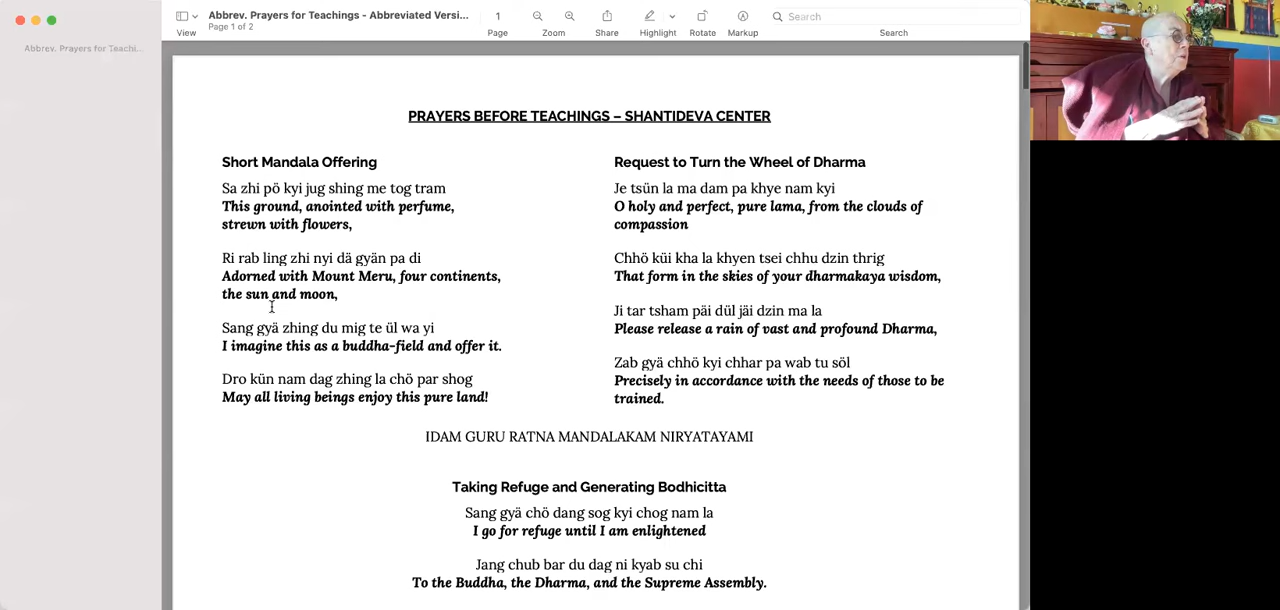 Abbrev. Prayers for Teachings - Abbreviated Versi...
Page 1 of 2
View
1
Page
Zoom
Share
Highlight
Rotate
Markup
Search
Search
Abbrev. Prayers for Teachi...
PRAYERS BEFORE TEACHINGS – SHANTIDEVA CENTER
Short Mandala Offering
Sa zhi pö kyi jug shing me tog tram
This ground, anointed with perfume,
strewn with flowers,
Ri rab ling zhi nyi dä gyän pa di
Adorned with Mount Meru, four continents,
the sun and moon,
Sang gyä zhing du mig te ül wa yi
I imagine this as a buddha-field and offer it.
Dro kün nam dag zhing la chö par shog
May all living beings enjoy this pure land!
Request to Turn the Wheel of Dharma
Je tsün la ma dam pa khye nam kyi
O holy and perfect, pure lama, from the clouds of
compassion
Chhö küi kha la khyen tsei chhu dzin thrig
That form in the skies of your dharmakaya wisdom,
Ji tar tsham päi dül jäi dzin ma la
Please release a rain of vast and profound Dharma,
Zab gyä chhö kyi chhar pa wab tu söl
Precisely in accordance with the needs of those to be
trained.
IDAM GURU RATNA MANDALAKAM NIRYATAYAMI
Taking Refuge and Generating Bodhicitta
Sang gyä chö dang sog kyi chog nam la
I go for refuge until I am enlightened
Jang chub bar du dag ni kyab su chi
To the Buddha, the Dharma, and the Supreme Assembly.